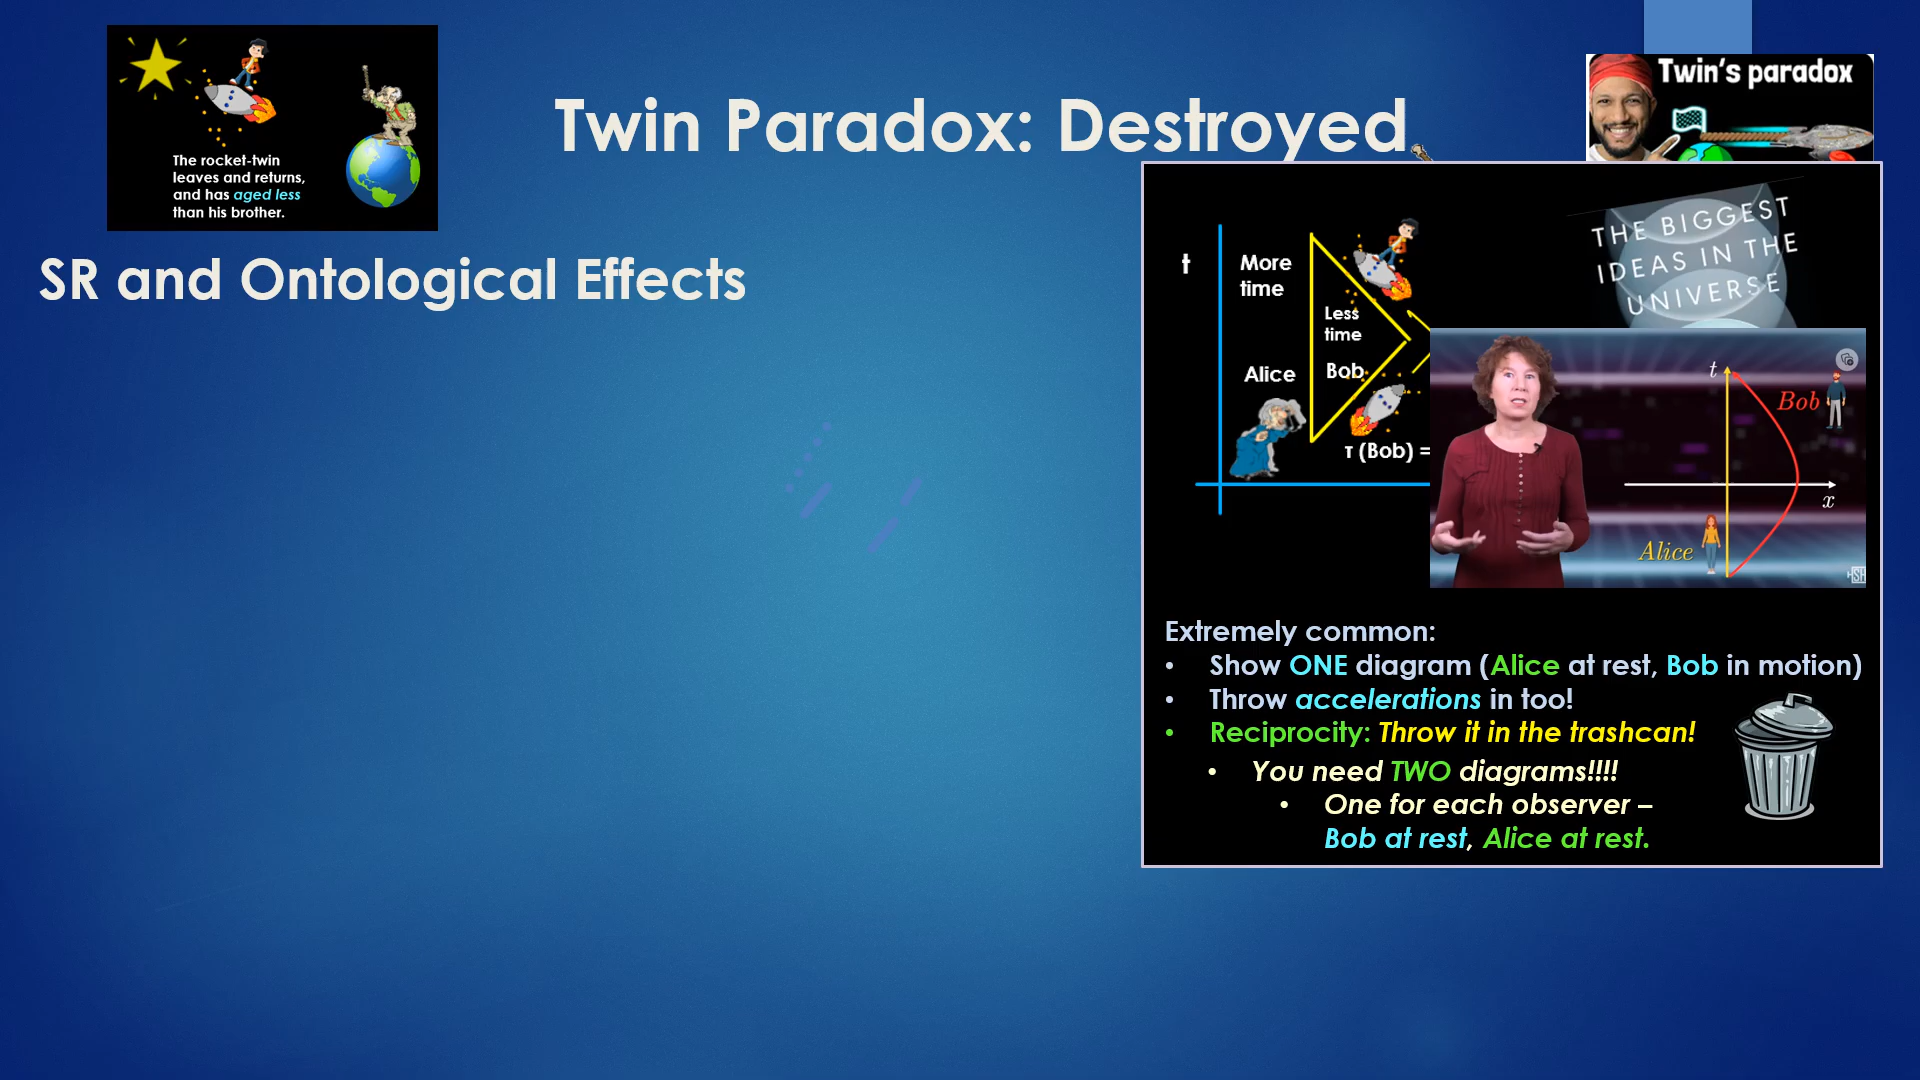 The rocket-twin
leaves and returns,
and has aged less
than his brother.
Twin Paradox: Destroyed
Twin's paradox
SR and Ontological Effects
t
More
time
Less
time
Alice
Bob
τ (Bob) =
THE BIGGEST
IDEAS IN THE
UNIVERSE
t
Bob
x
Alice
Extremely common:
• Show ONE diagram (Alice at rest, Bob in motion)
• Throw accelerations in too!
• Reciprocity: Throw it in the trashcan!
• You need TWO diagrams!!!!
• One for each observer –
Bob at rest, Alice at rest.